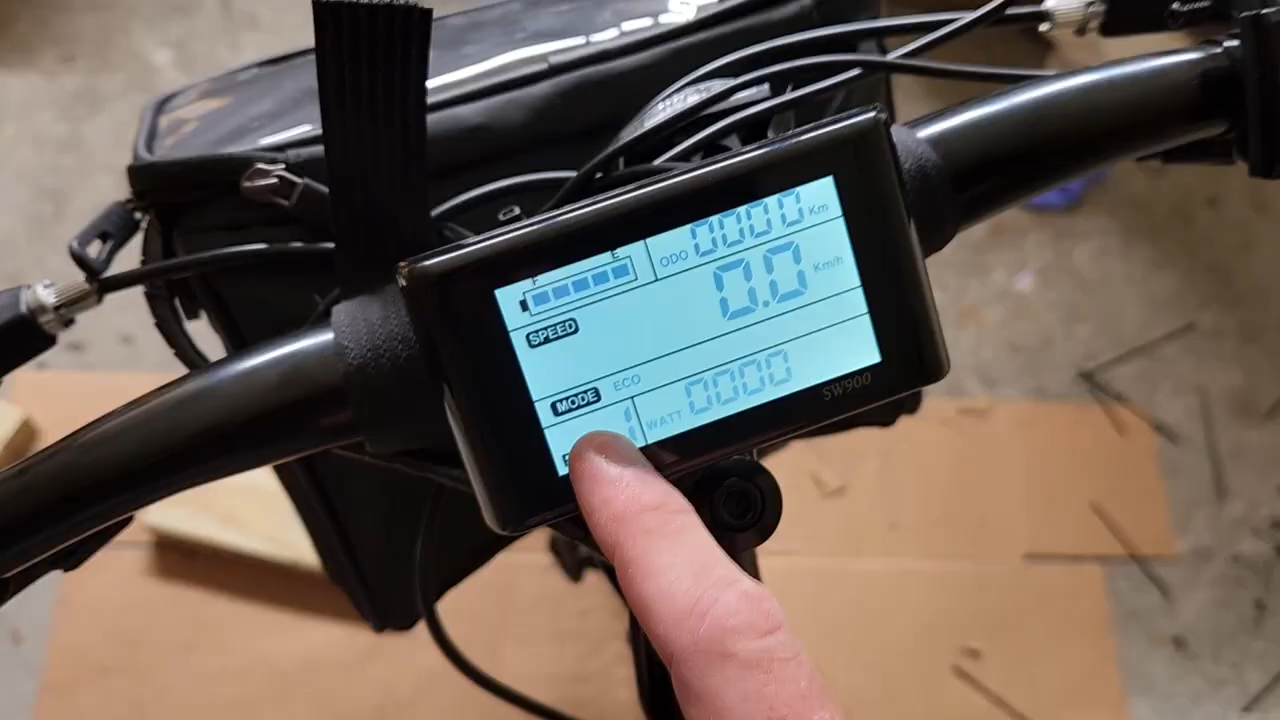 F E
ODO 0000 Km
SPEED
0.0 Km/h
MODE ECO
1
WATT 0000
SW900